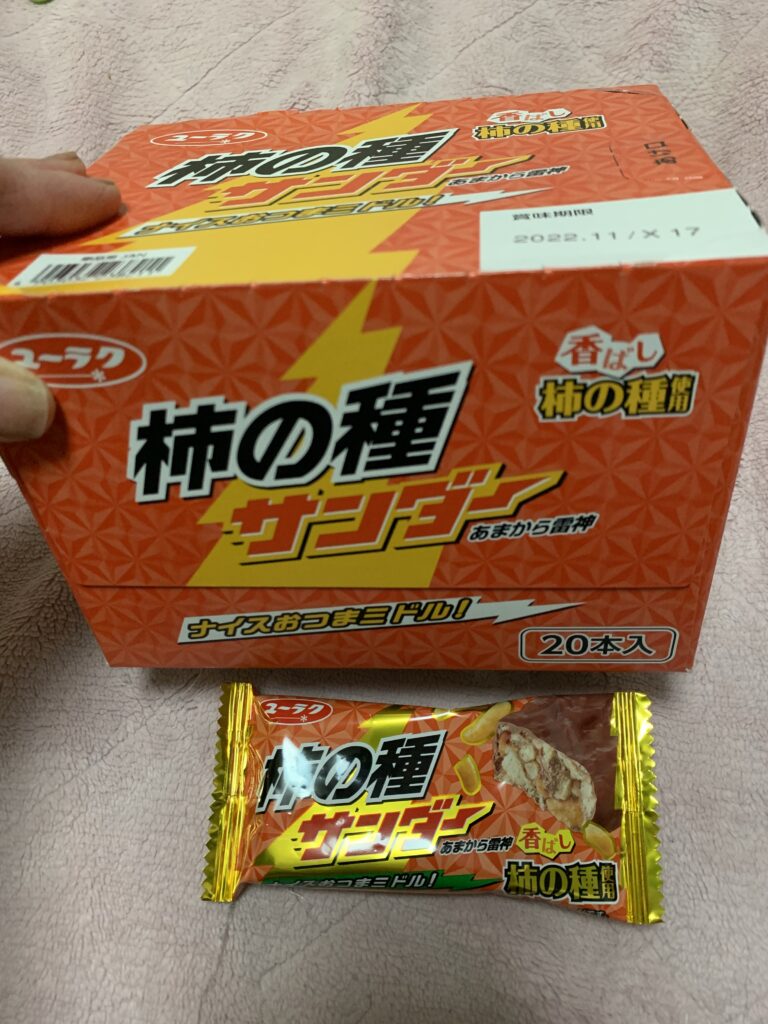 ユーラク
柿の種
サンダー
あまから雷神
ナイスおつまミドル!
香ばし
柿の種使用
賞味期限
2022.11/X17
ユーラク
柿の種
サンダー
あまから雷神
香ばし
柿の種使用
ナイスおつまミドル!
20本入
ユーラク
柿の種
サンダー
あまから雷神
ナイスおつまミドル!
香ばし
柿の種使用